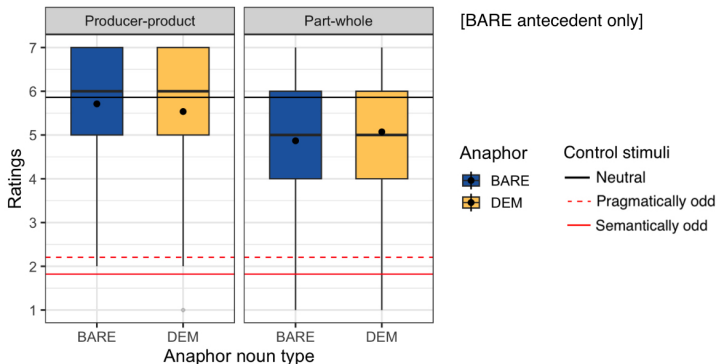 Producer-product
Part-whole
[BARE antecedent only]
Ratings
7
6
5
4
3
2
1
BARE
DEM
BARE
DEM
Anaphor noun type
Anaphor
BARE
DEM
Control stimuli
Neutral
Pragmatically odd
Semantically odd